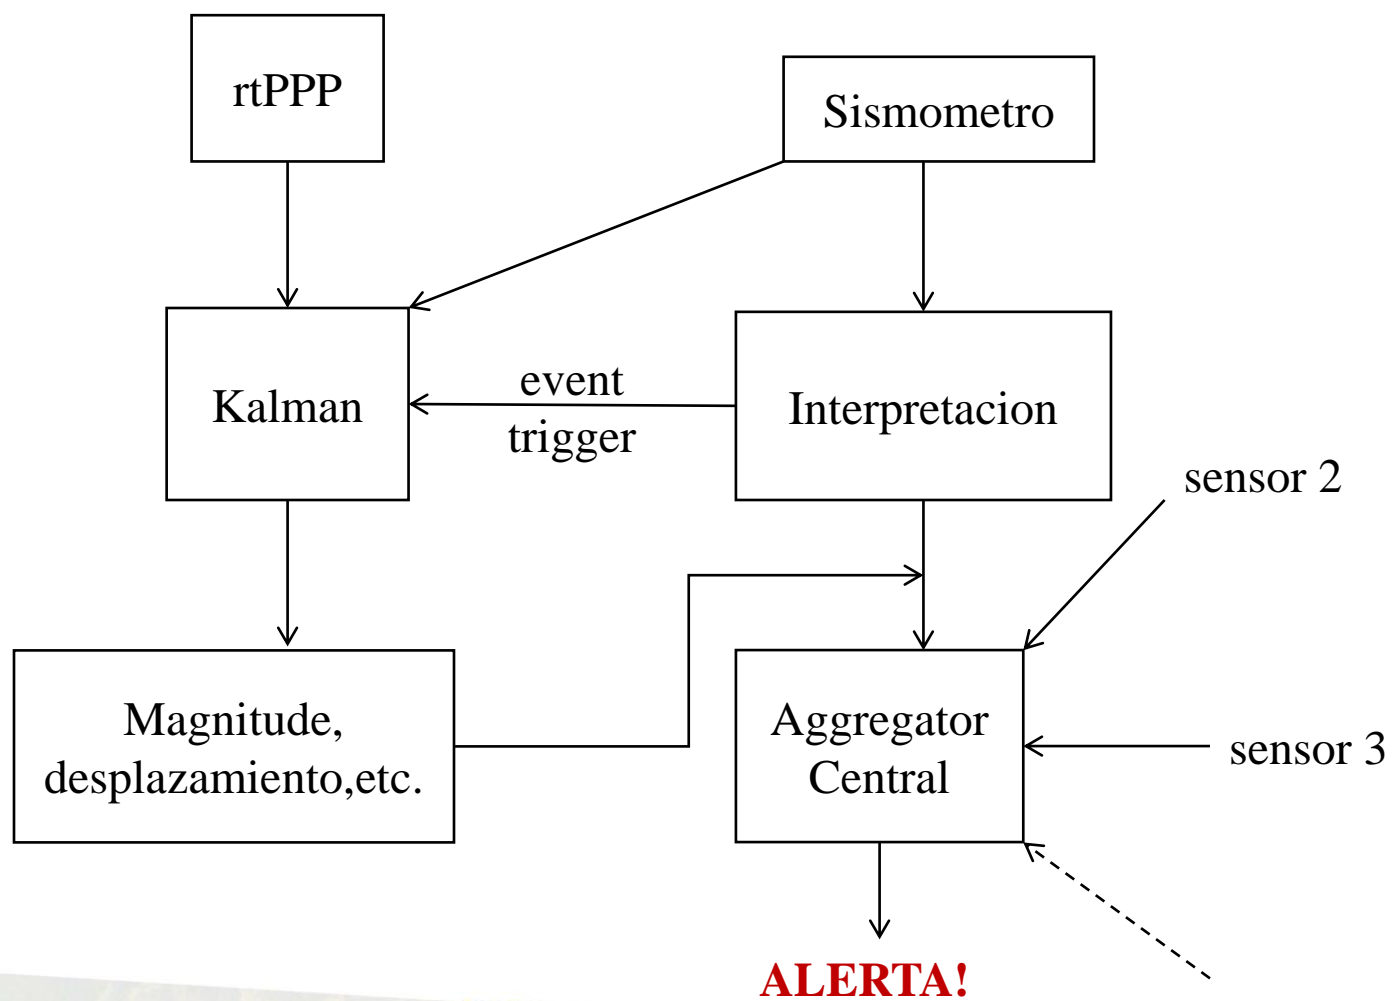 rtPPP
Sismometro
Kalman
event
trigger
Interpretacion
sensor 2
Magnitude,
desplazamiento,etc.
Aggregator
Central
sensor 3
ALERTA!